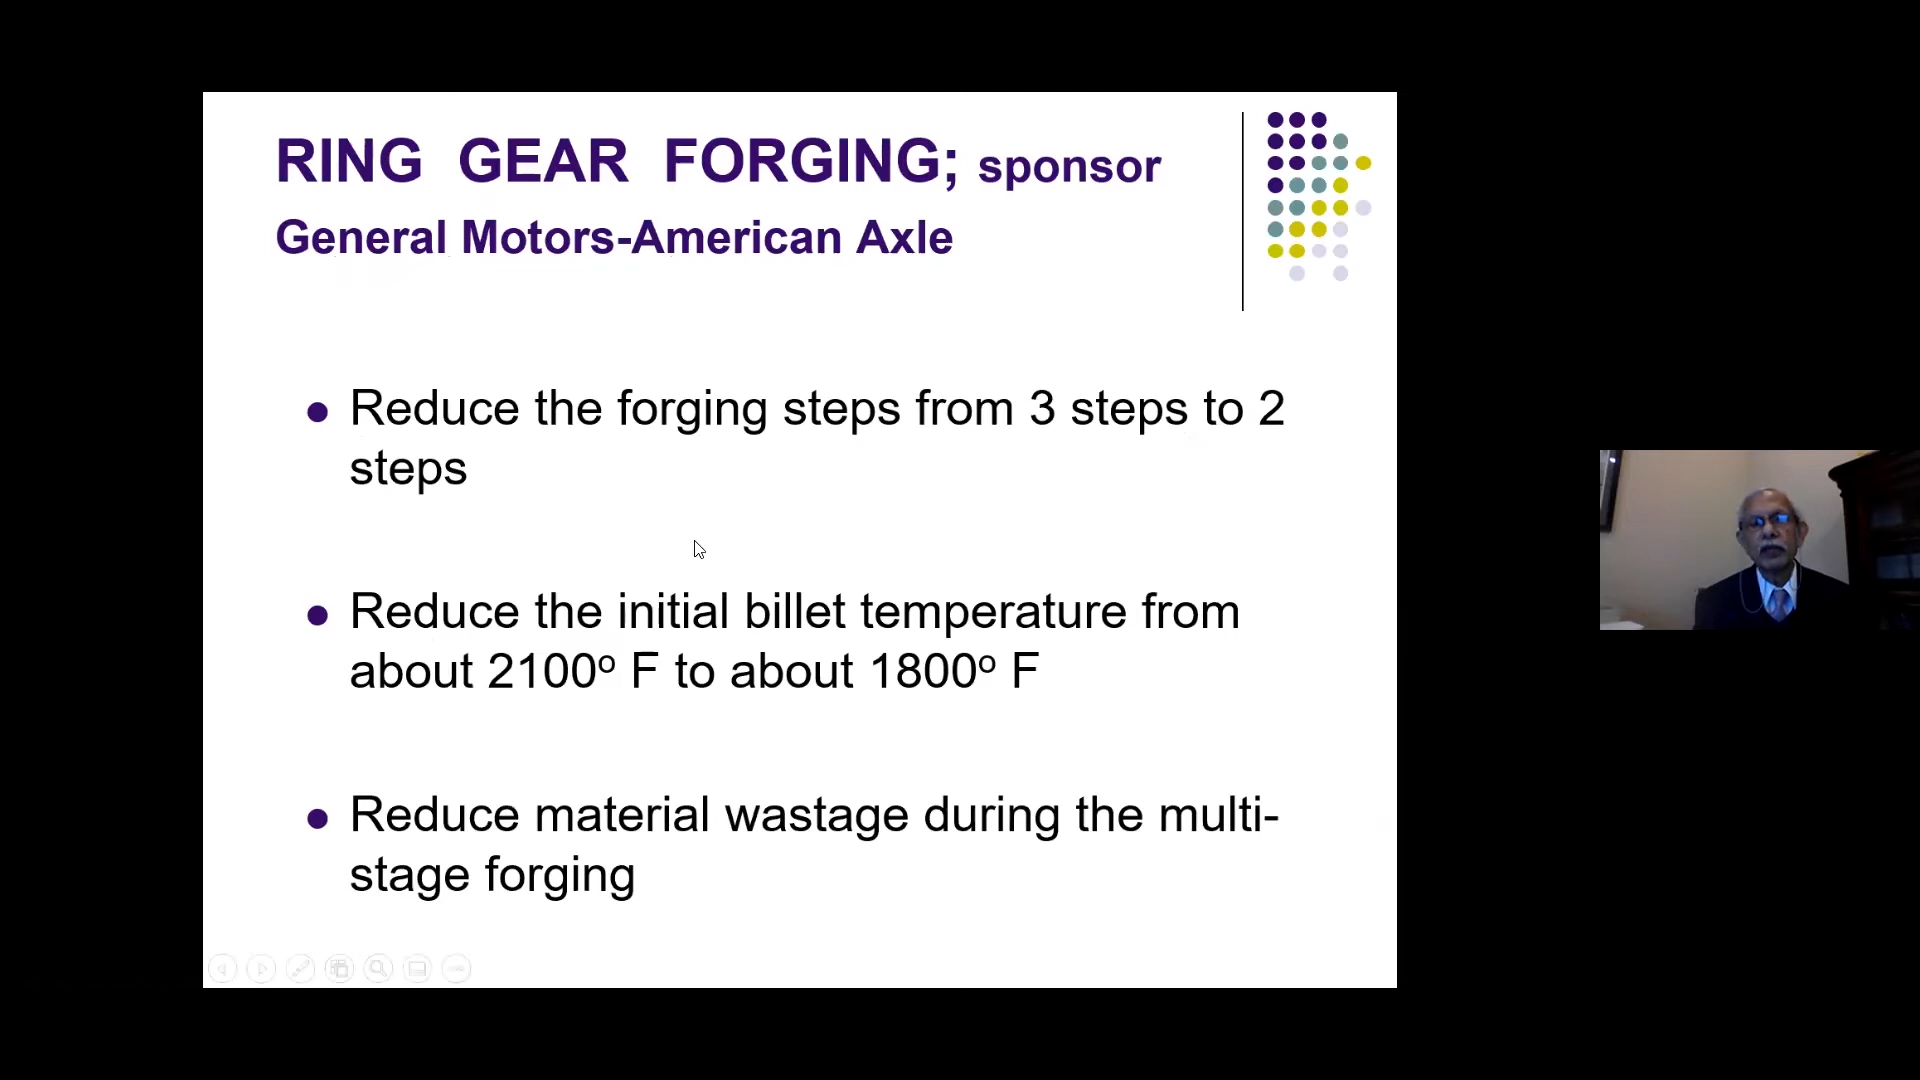 RING GEAR FORGING; sponsor
General Motors-American Axle
Reduce the forging steps from 3 steps to 2
steps
Reduce the initial billet temperature from
about 2100º F to about 1800º F
Reduce material wastage during the multi-
stage forging